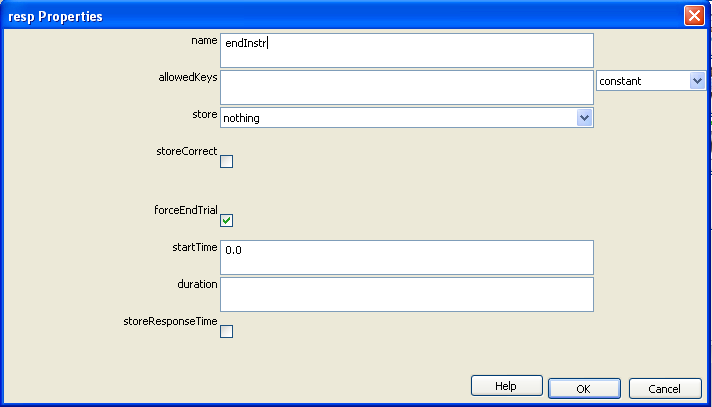 resp Properties
name endInstr
allowedKeys constant
store nothing
storeCorrect
forceEndTrial
startTime 0.0
duration
storeResponseTime
Help OK Cancel